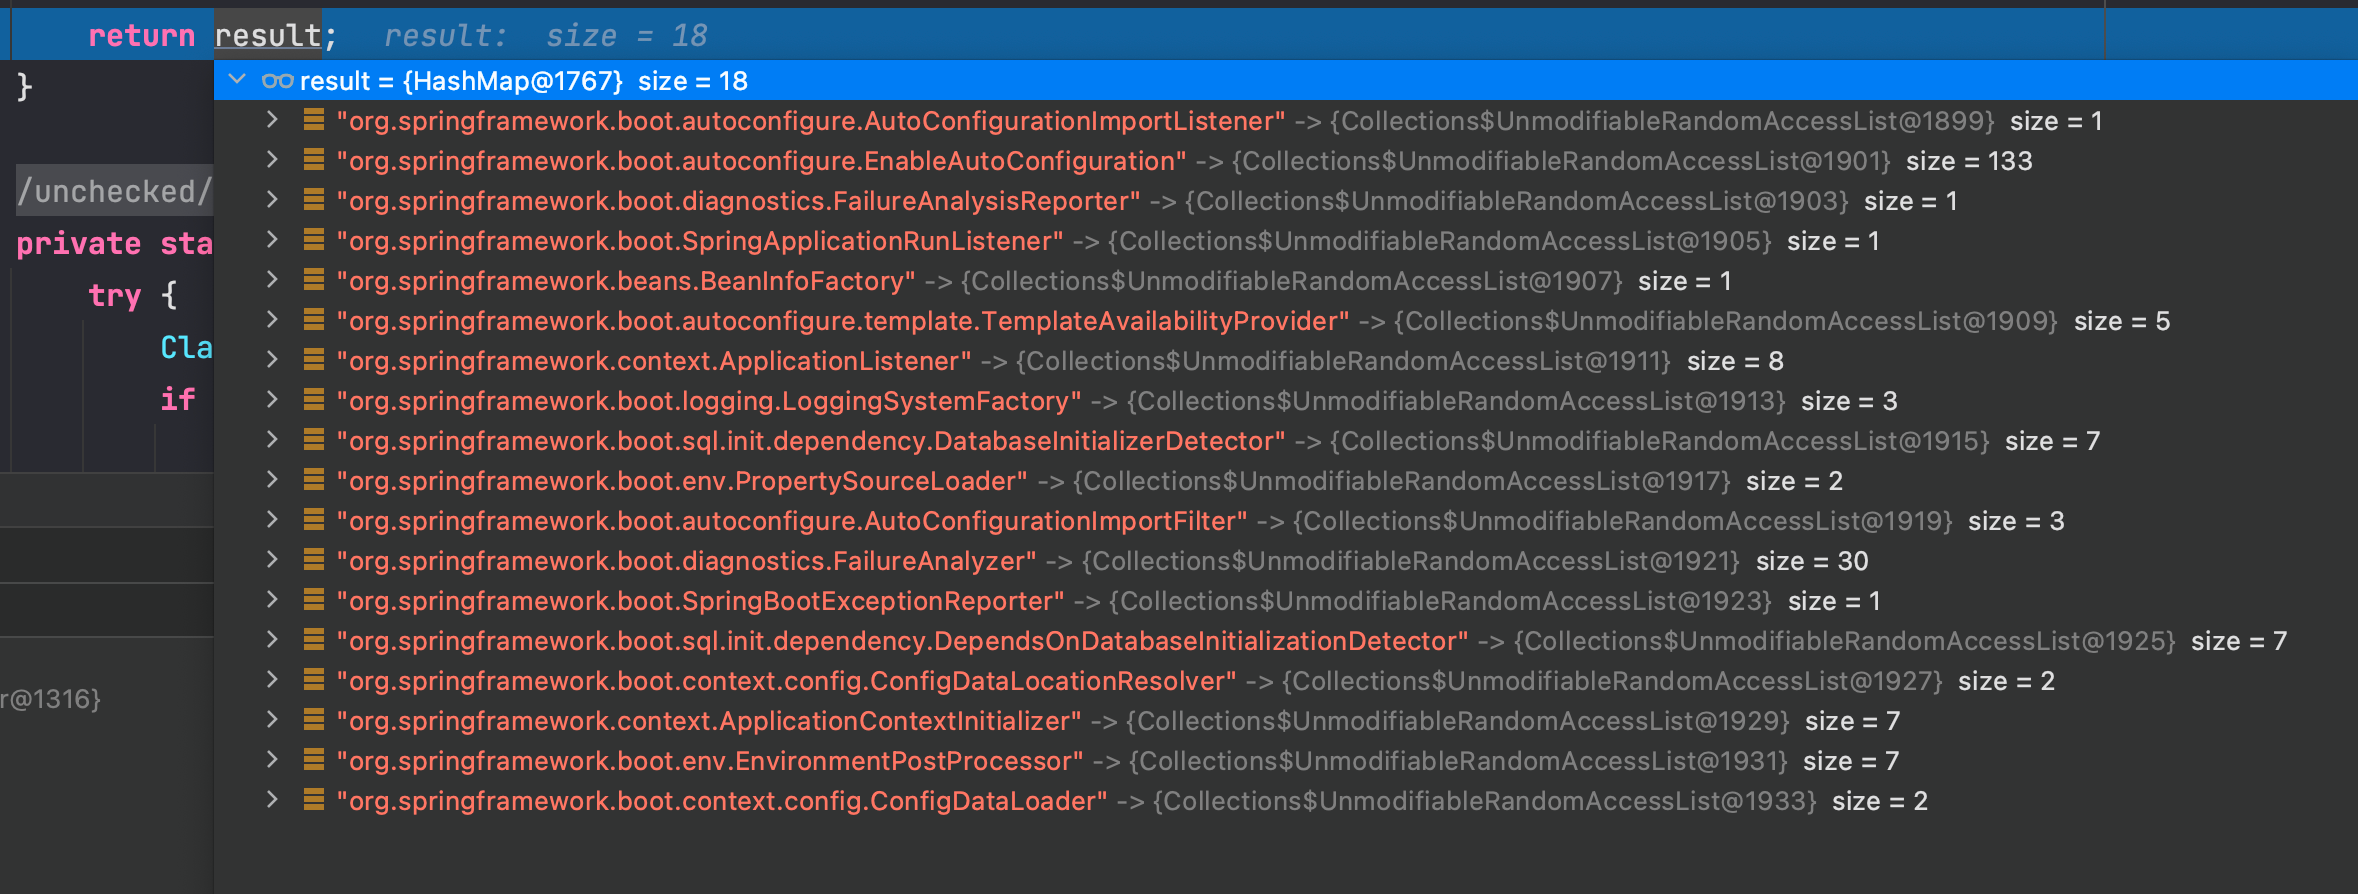 return result;  result:  size = 18
result = {HashMap@1767}  size = 18
}
"org.springframework.boot.autoconfigure.AutoConfigurationImportListener" -> {Collections$UnmodifiableRandomAccessList@1899}  size = 1
"org.springframework.boot.autoconfigure.EnableAutoConfiguration" -> {Collections$UnmodifiableRandomAccessList@1901}  size = 133
/unchecked/
"org.springframework.boot.diagnostics.FailureAnalysisReporter" -> {Collections$UnmodifiableRandomAccessList@1903}  size = 1
private sta
"org.springframework.boot.SpringApplicationRunListener" -> {Collections$UnmodifiableRandomAccessList@1905}  size = 1
try {
"org.springframework.beans.BeanInfoFactory" -> {Collections$UnmodifiableRandomAccessList@1907}  size = 1
"org.springframework.boot.autoconfigure.template.TemplateAvailabilityProvider" -> {Collections$UnmodifiableRandomAccessList@1909}  size = 5
Cla
"org.springframework.context.ApplicationListener" -> {Collections$UnmodifiableRandomAccessList@1911}  size = 8
if
"org.springframework.boot.logging.LoggingSystemFactory" -> {Collections$UnmodifiableRandomAccessList@1913}  size = 3
"org.springframework.boot.sql.init.dependency.DatabaseInitializerDetector" -> {Collections$UnmodifiableRandomAccessList@1915}  size = 7
"org.springframework.boot.env.PropertySourceLoader" -> {Collections$UnmodifiableRandomAccessList@1917}  size = 2
"org.springframework.boot.autoconfigure.AutoConfigurationImportFilter" -> {Collections$UnmodifiableRandomAccessList@1919}  size = 3
"org.springframework.boot.diagnostics.FailureAnalyzer" -> {Collections$UnmodifiableRandomAccessList@1921}  size = 30
"org.springframework.boot.SpringBootExceptionReporter" -> {Collections$UnmodifiableRandomAccessList@1923}  size = 1
"org.springframework.boot.sql.init.dependency.DependsOnDatabaseInitializationDetector" -> {Collections$UnmodifiableRandomAccessList@1925}  size = 7
"org.springframework.boot.context.config.ConfigDataLocationResolver" -> {Collections$UnmodifiableRandomAccessList@1927}  size = 2
r@1316}
"org.springframework.context.ApplicationContextInitializer" -> {Collections$UnmodifiableRandomAccessList@1929}  size = 7
"org.springframework.boot.env.EnvironmentPostProcessor" -> {Collections$UnmodifiableRandomAccessList@1931}  size = 7
"org.springframework.boot.context.config.ConfigDataLoader" -> {Collections$UnmodifiableRandomAccessList@1933}  size = 2